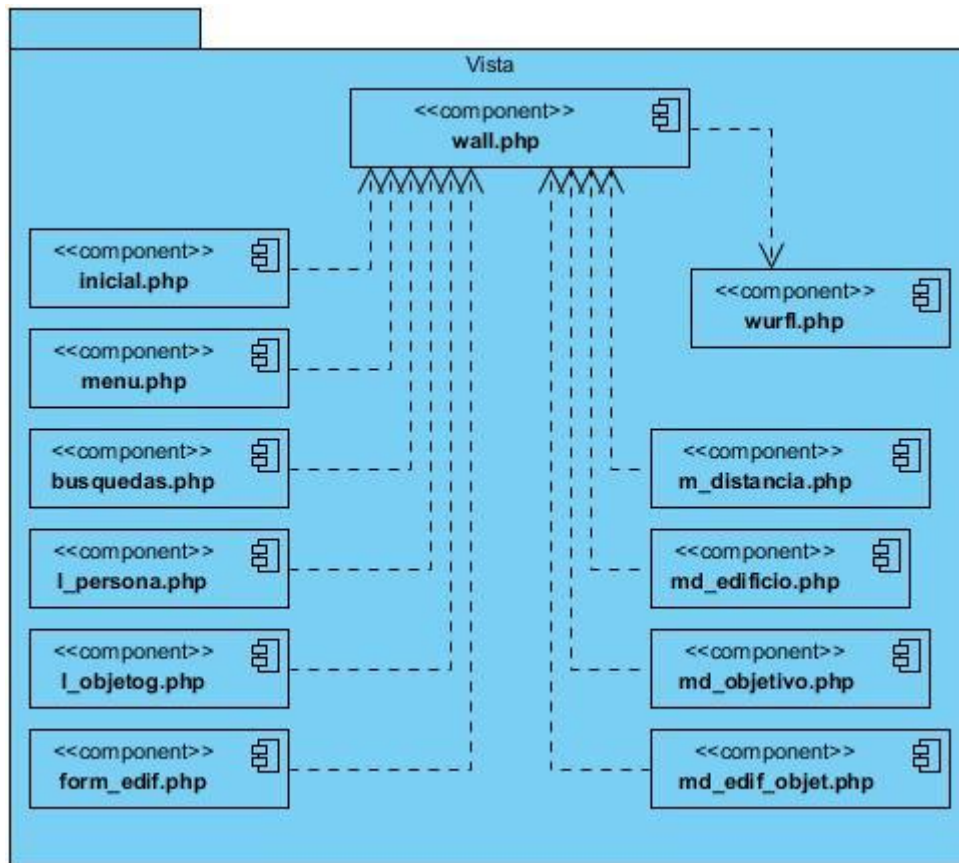 Vista
<<component>>
wall.php
<<component>>
inicial.php
<<component>>
wurfl.php
<<component>>
menu.php
<<component>>
busquedas.php
<<component>>
m_distancía.php
<<component>>
l_persona.php
<<component>>
md_edificio.php
<<component>>
l_objetog.php
<<component>>
md_objetivo.php
<<component>>
form_edif.php
<<component>>
md_edif_objet.php